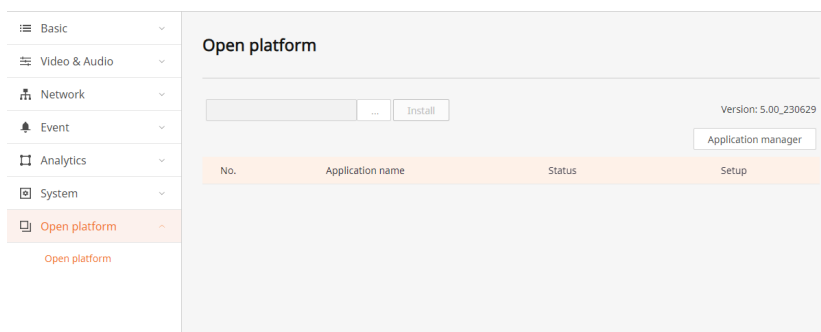 Basic
Video & Audio
Network
Event
Analytics
System
Open platform
Open platform
Open platform
... Install
Version: 5.00_230629
Application manager
No. Application name Status Setup